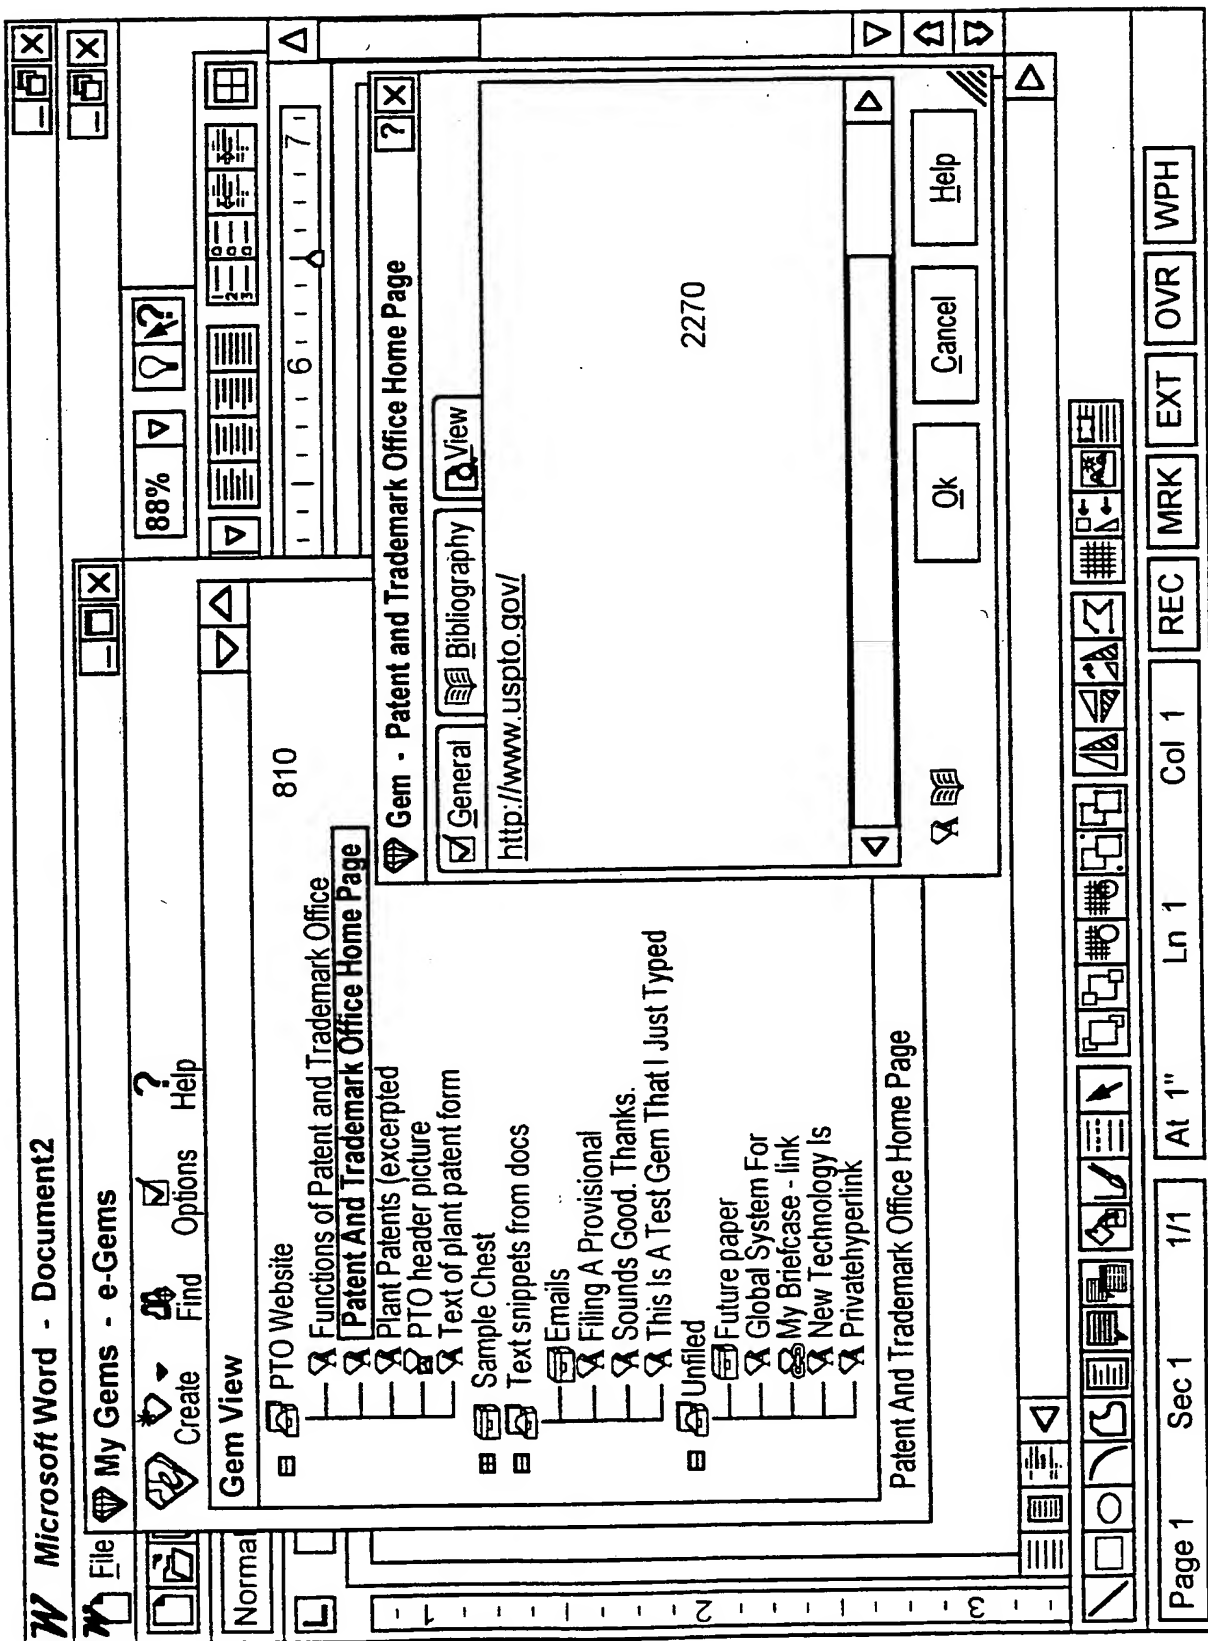 W Microsoft Word - Document2
File
My Gems - e-Gems
Create Find Options Help
88%
Normal
Gem View
1 2 3
6 7
810
PTO Website
Functions of Patent and Trademark Office
Patent And Trademark Office Home Page
Plant Patents (excerpted
PTO header picture
Text of plant patent form
Sample Chest
Text snippets from docs
Emails
Filing A Provisional
Sounds Good. Thanks.
This Is A Test Gem That I Just Typed
Unfiled
Future paper
Global System For
My Briefcase - link
New Technology Is
Privatehyperlink
Patent And Trademark Office Home Page
Gem - Patent and Trademark Office Home Page
General Bibliography View
http://www.uspto.gov/
2270
Ok Cancel Help
L
1
2
3
Page 1 Sec 1 1/1 At 1" Ln 1 Col 1 REC MRK EXT OVR WPH